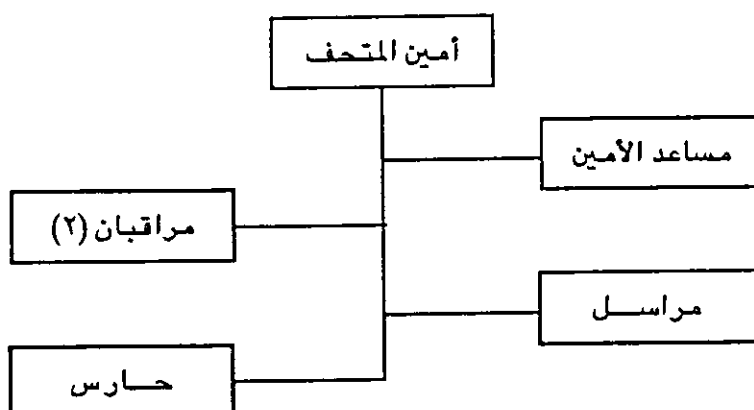 أمين المتحف
مساعد الأمين
مراقبان (٢)
مراسل
حارس